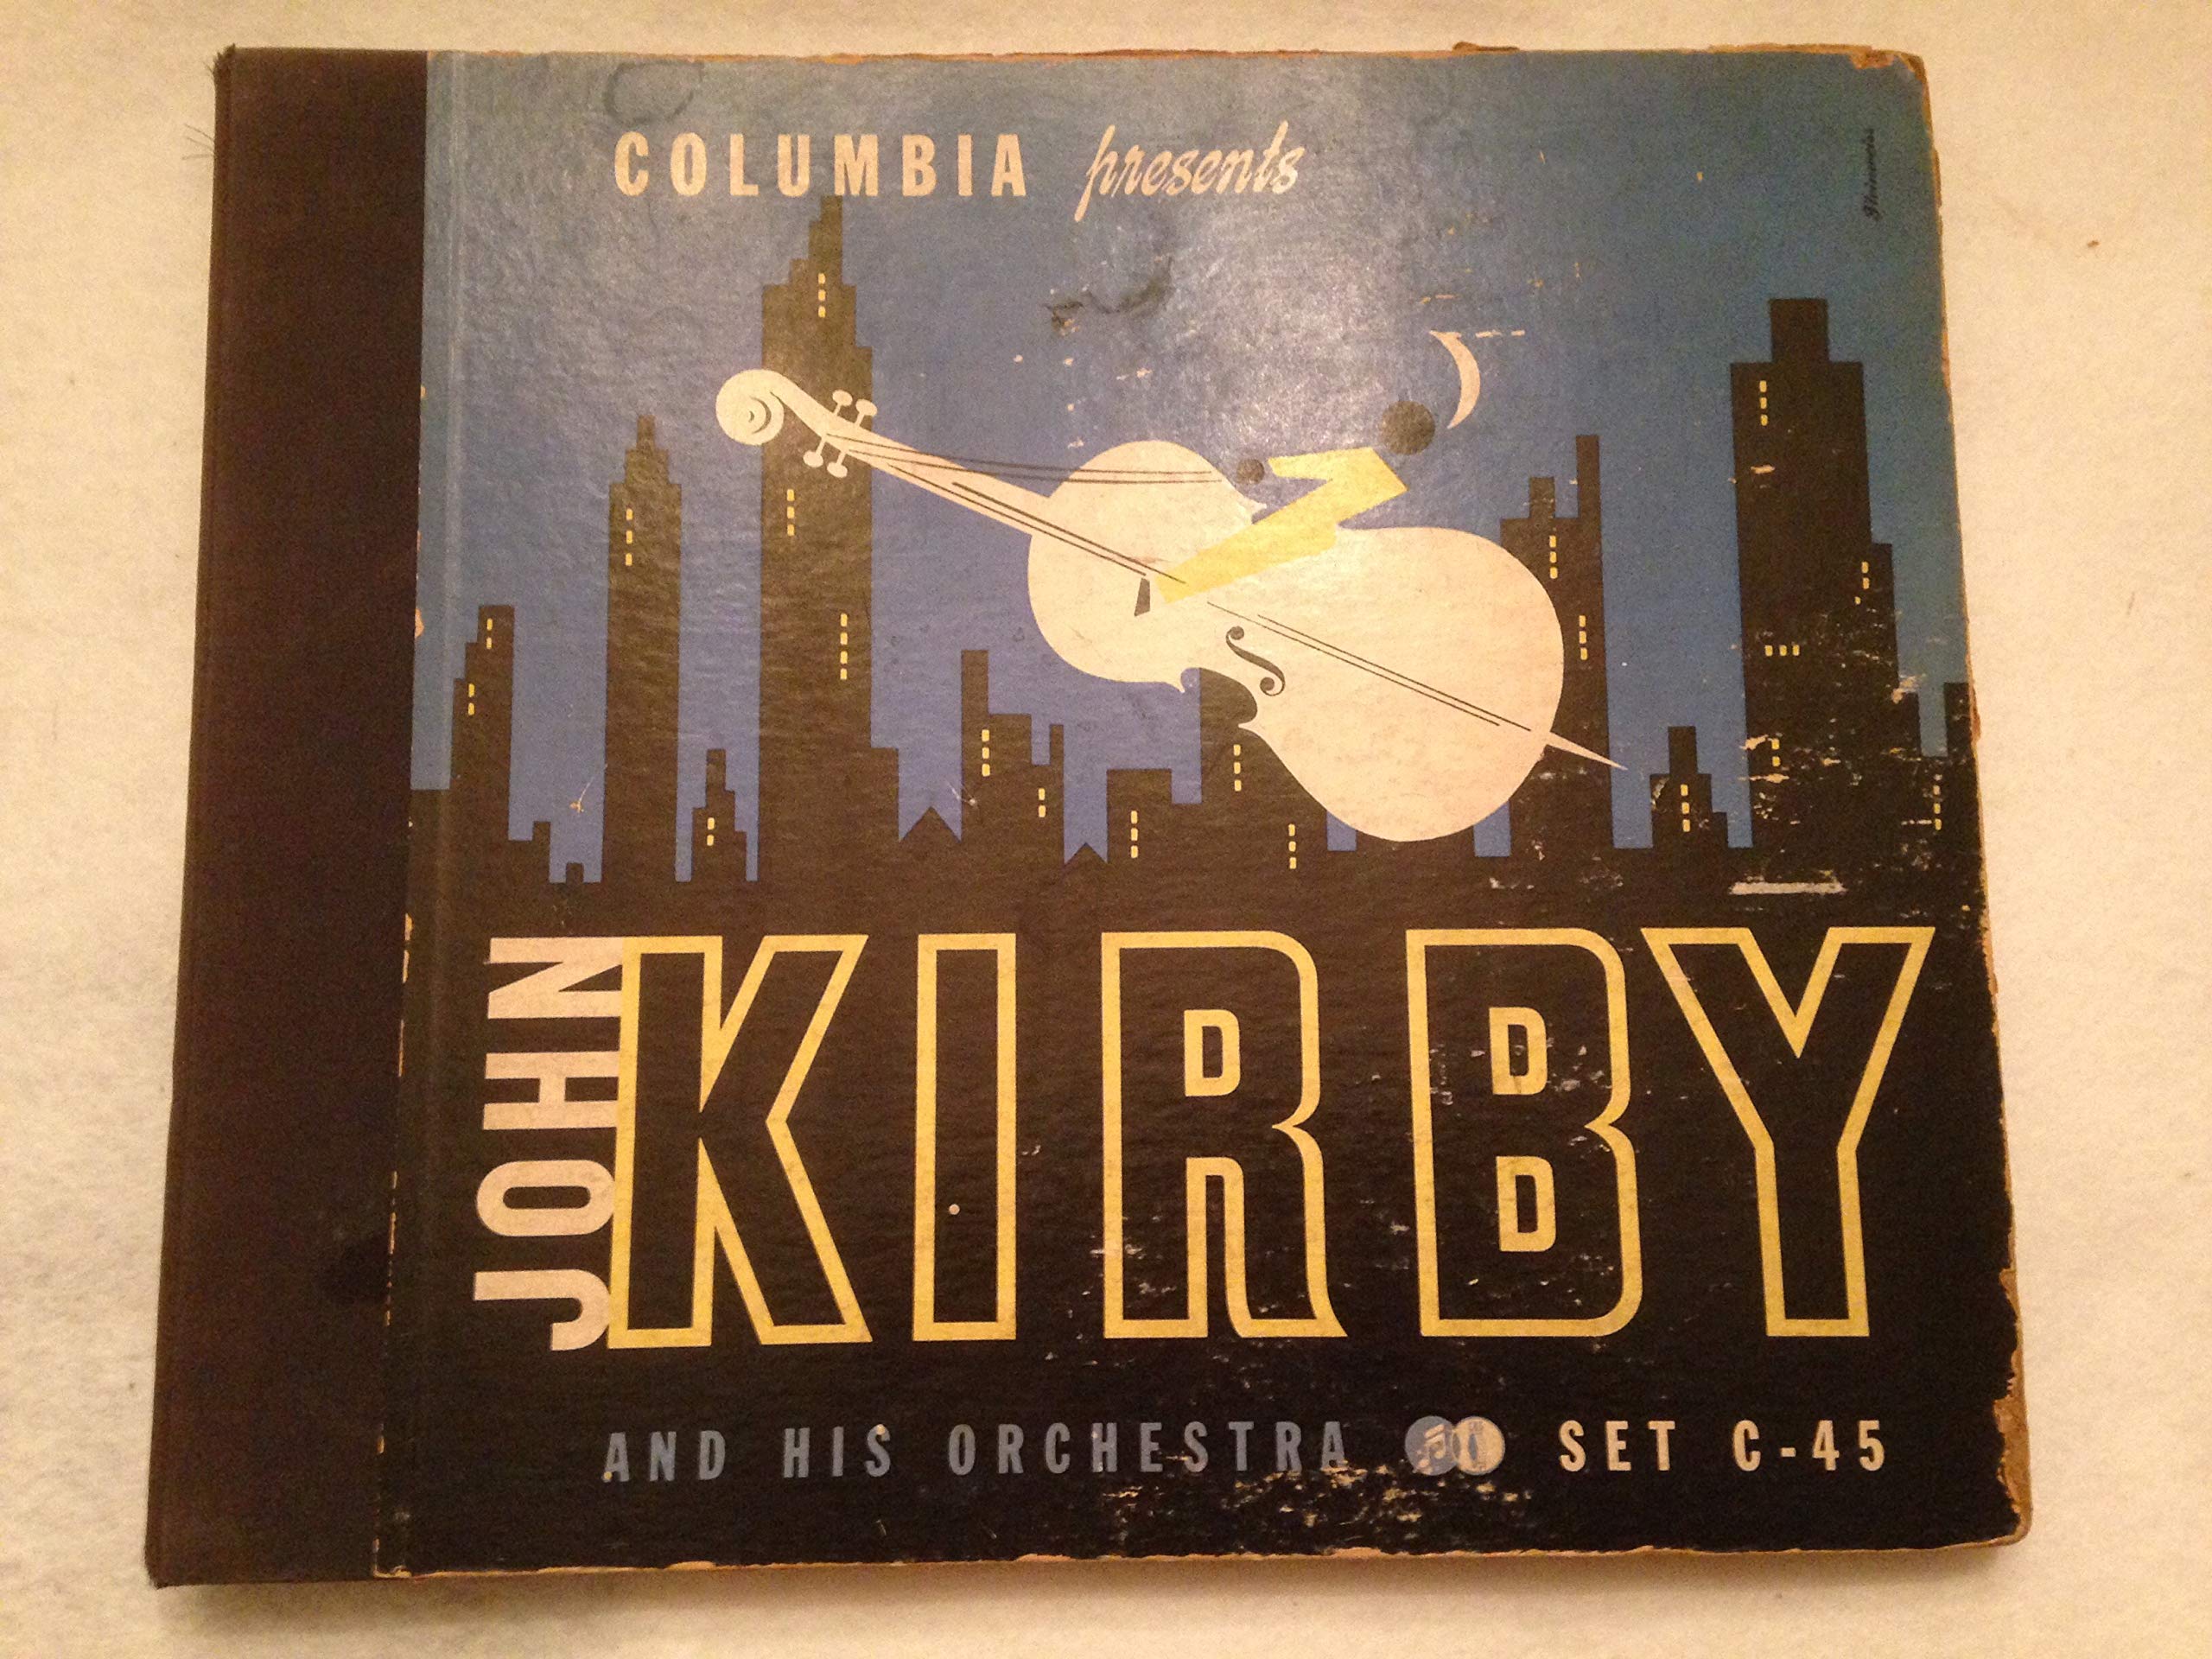 COLUMBIA presents
JOHN
KIRBY
AND HIS ORCHESTRA SET C-45